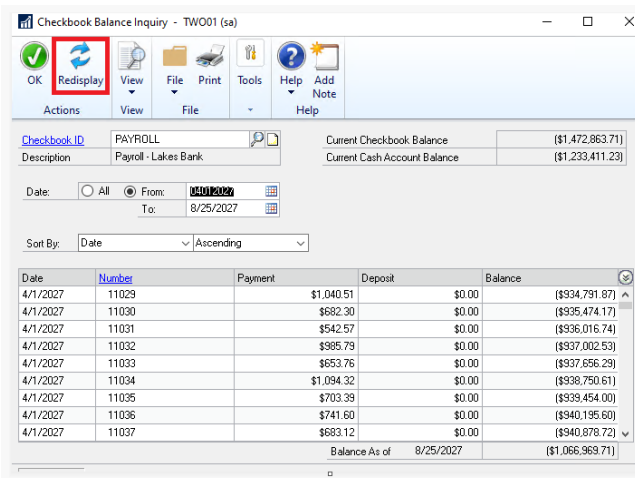 Checkbook Balance Inquiry - TWO01 (sa)
OK Redisplay View File Print Tools Help Add Note
Actions View File Help
Checkbook ID PAYROLL Current Checkbook Balance ($1,472,863.71)
Description Payroll - Lakes Bank Current Cash Account Balance ($1,233,411.23)
Date: All From: 04012027
To: 8/25/2027
Sort By: Date Ascending
Date Number Payment Deposit Balance
4/1/2027 11029 $1,040.51 $0.00 ($934,791.87)
4/1/2027 11030 $682.30 $0.00 ($935,474.17)
4/1/2027 11031 $542.57 $0.00 ($936,016.74)
4/1/2027 11032 $985.79 $0.00 ($937,002.53)
4/1/2027 11033 $653.76 $0.00 ($937,656.29)
4/1/2027 11034 $1,094.32 $0.00 ($938,750.61)
4/1/2027 11035 $703.39 $0.00 ($939,454.00)
4/1/2027 11036 $741.60 $0.00 ($940,195.60)
4/1/2027 11037 $683.12 $0.00 ($940,878.72)
Balance As of 8/25/2027 ($1,066,969.71)